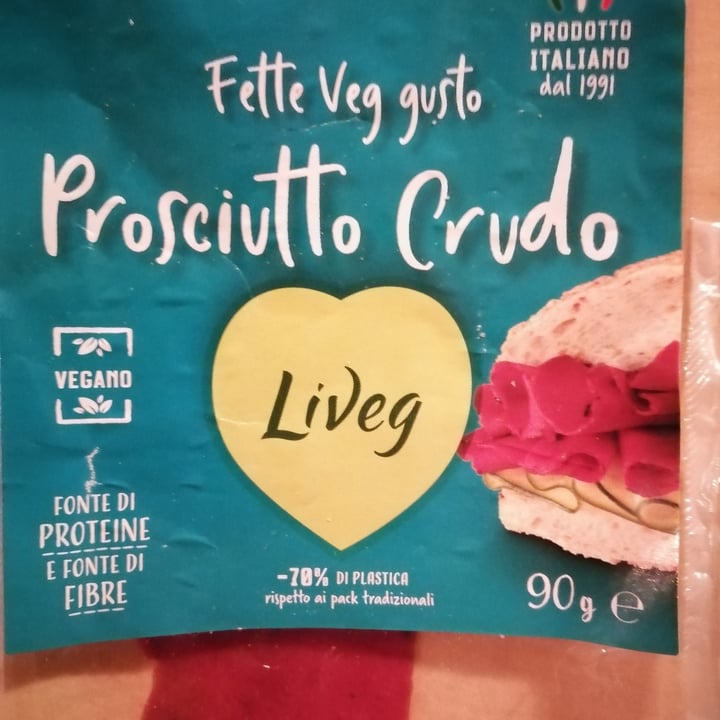 PRODOTTO
ITALIANO
dal 1991
Fette Veg gusto
Prosciutto Crudo
VEGANO
Liveg
FONTE DI
PROTEINE
E FONTE DI
FIBRE
-70% DI PLASTICA
rispetto ai pack tradizionali
90g e